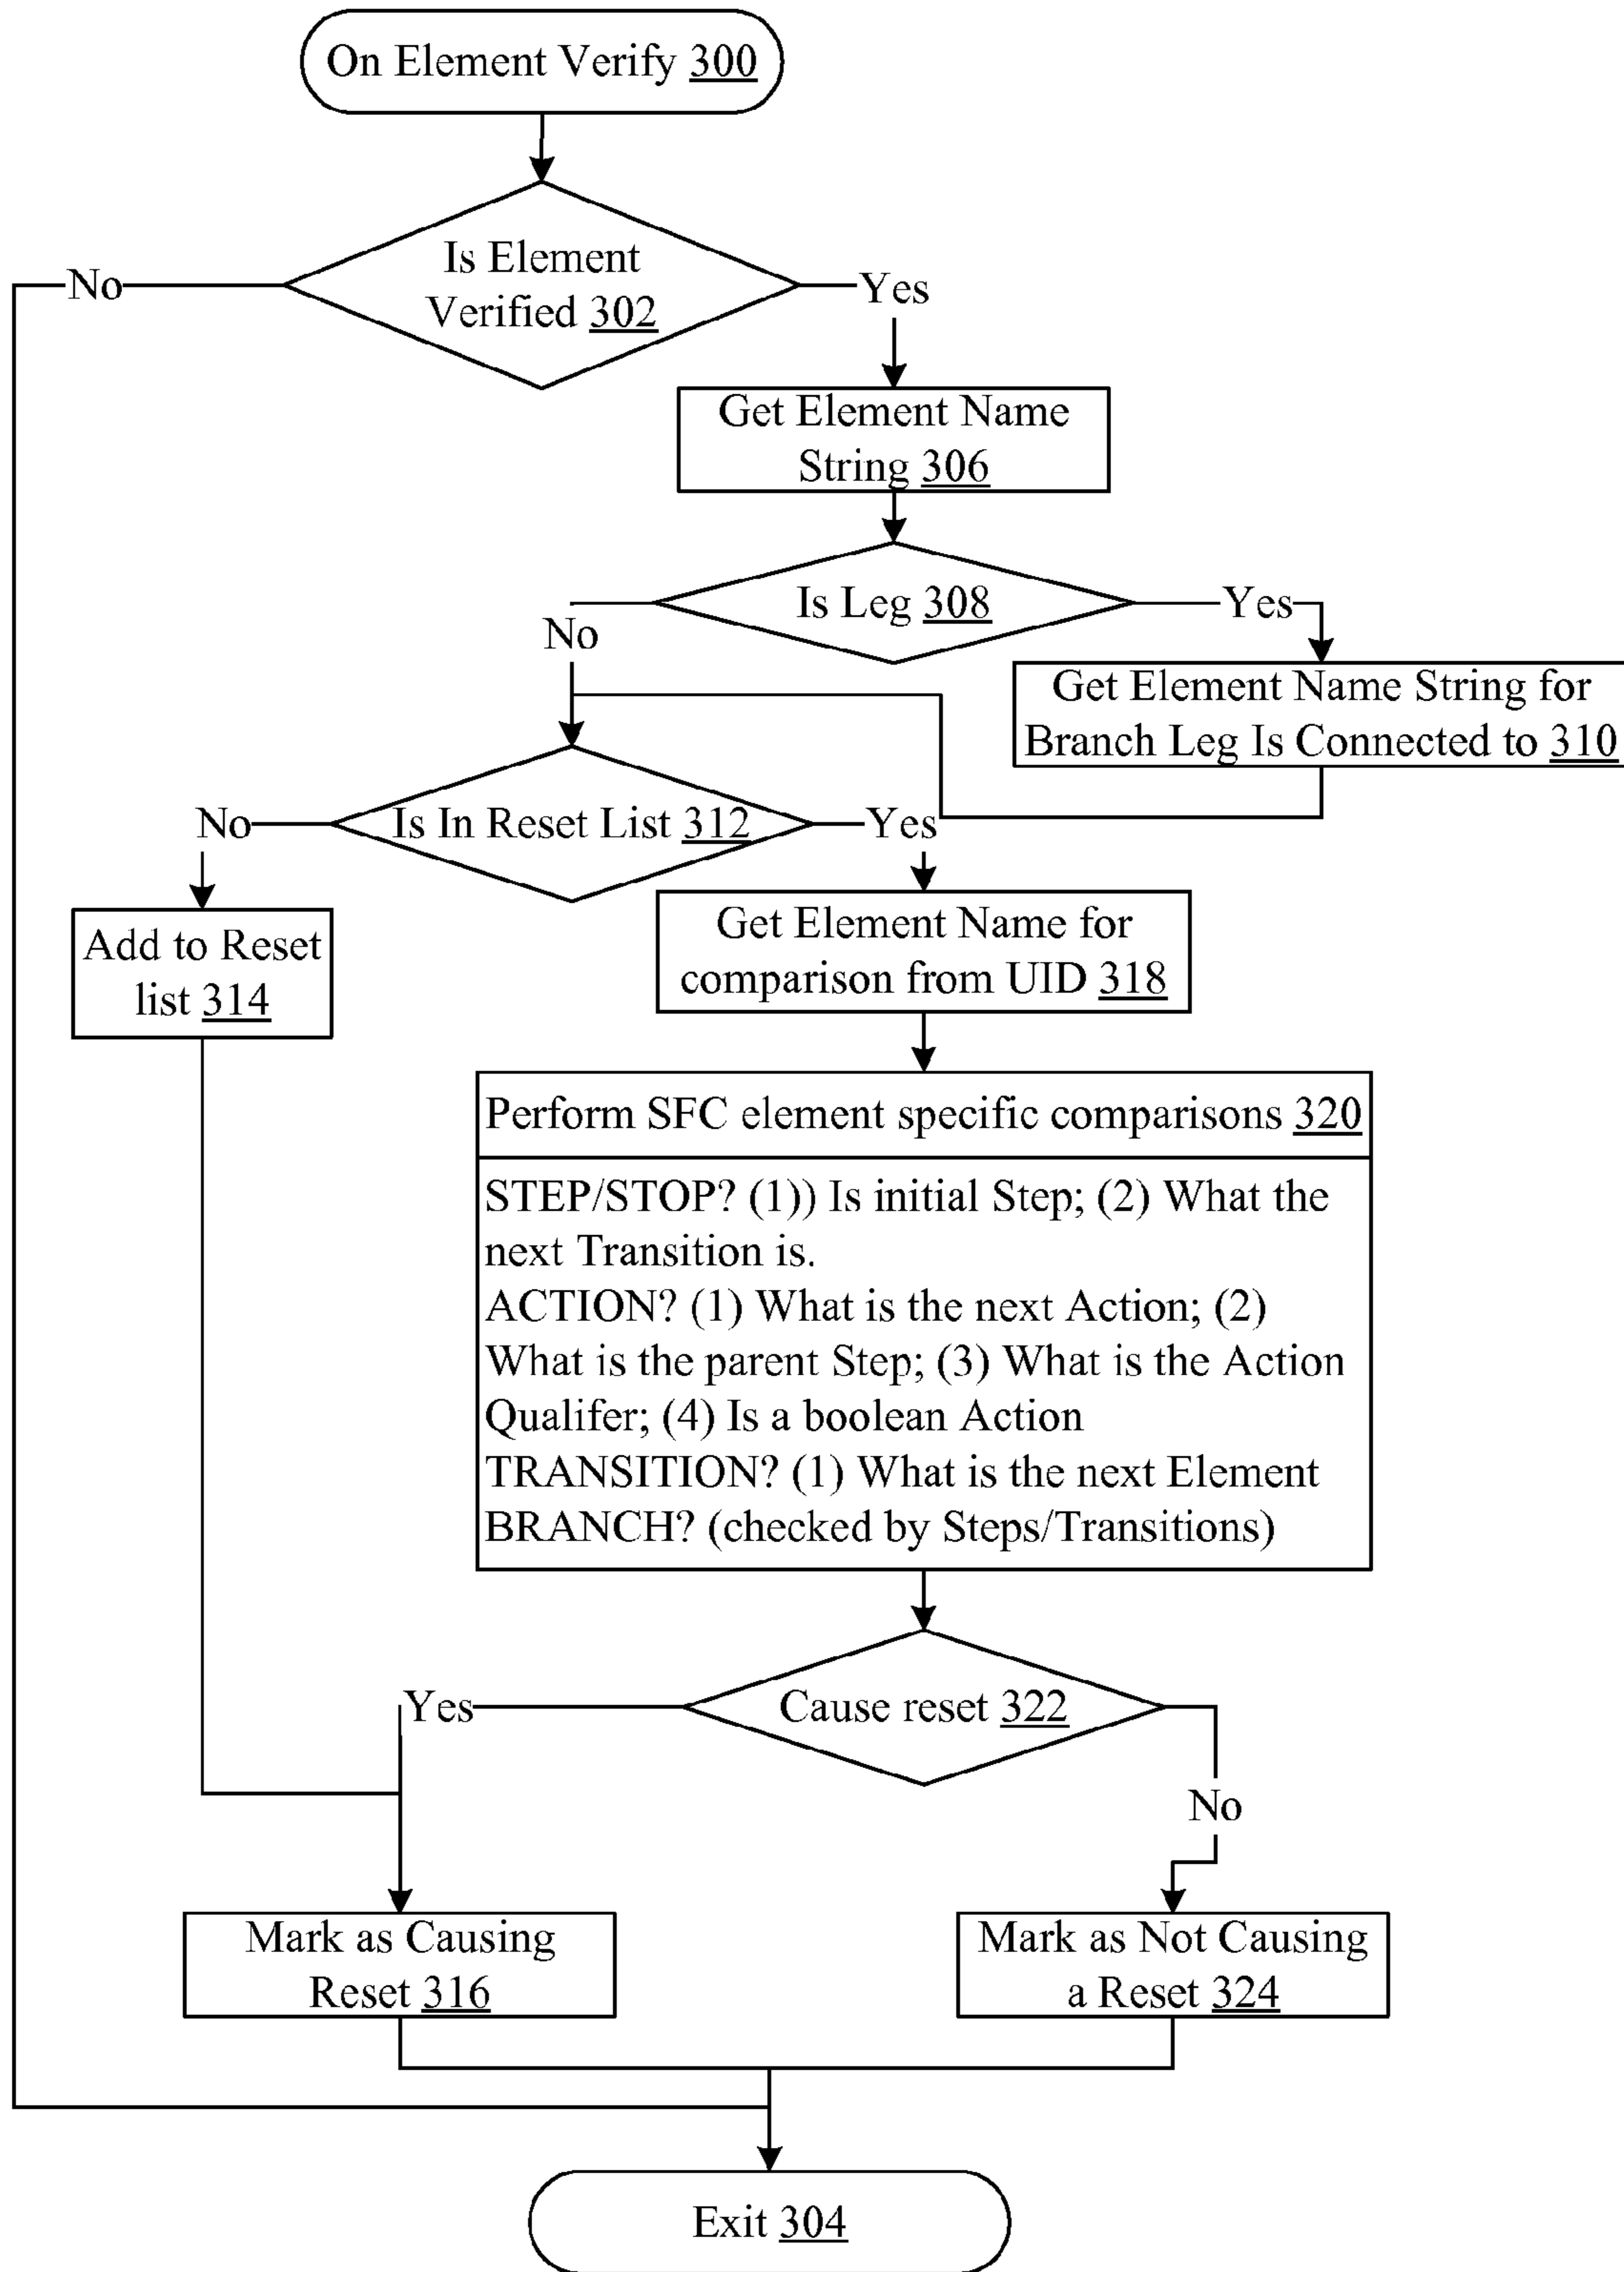 On Element Verify 300
Is Element
Verified 302
No
Yes
Get Element Name
String 306
Is Leg 308
Yes
No
Get Element Name String for
Branch Leg Is Connected to 310
Is In Reset List 312
No
Yes
Add to Reset
list 314
Get Element Name for
comparison from UID 318
Perform SFC element specific comparisons 320
STEP/STOP? (1)) Is initial Step; (2) What the
next Transition is.
ACTION? (1) What is the next Action; (2)
What is the parent Step; (3) What is the Action
Qualifer; (4) Is a boolean Action
TRANSITION? (1) What is the next Element
BRANCH? (checked by Steps/Transitions)
Cause reset 322
Yes
No
Mark as Causing
Reset 316
Mark as Not Causing
a Reset 324
Exit 304